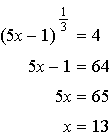 (5x − 1)^{1/3} = 4
5x − 1 = 64
5x = 65
x = 13